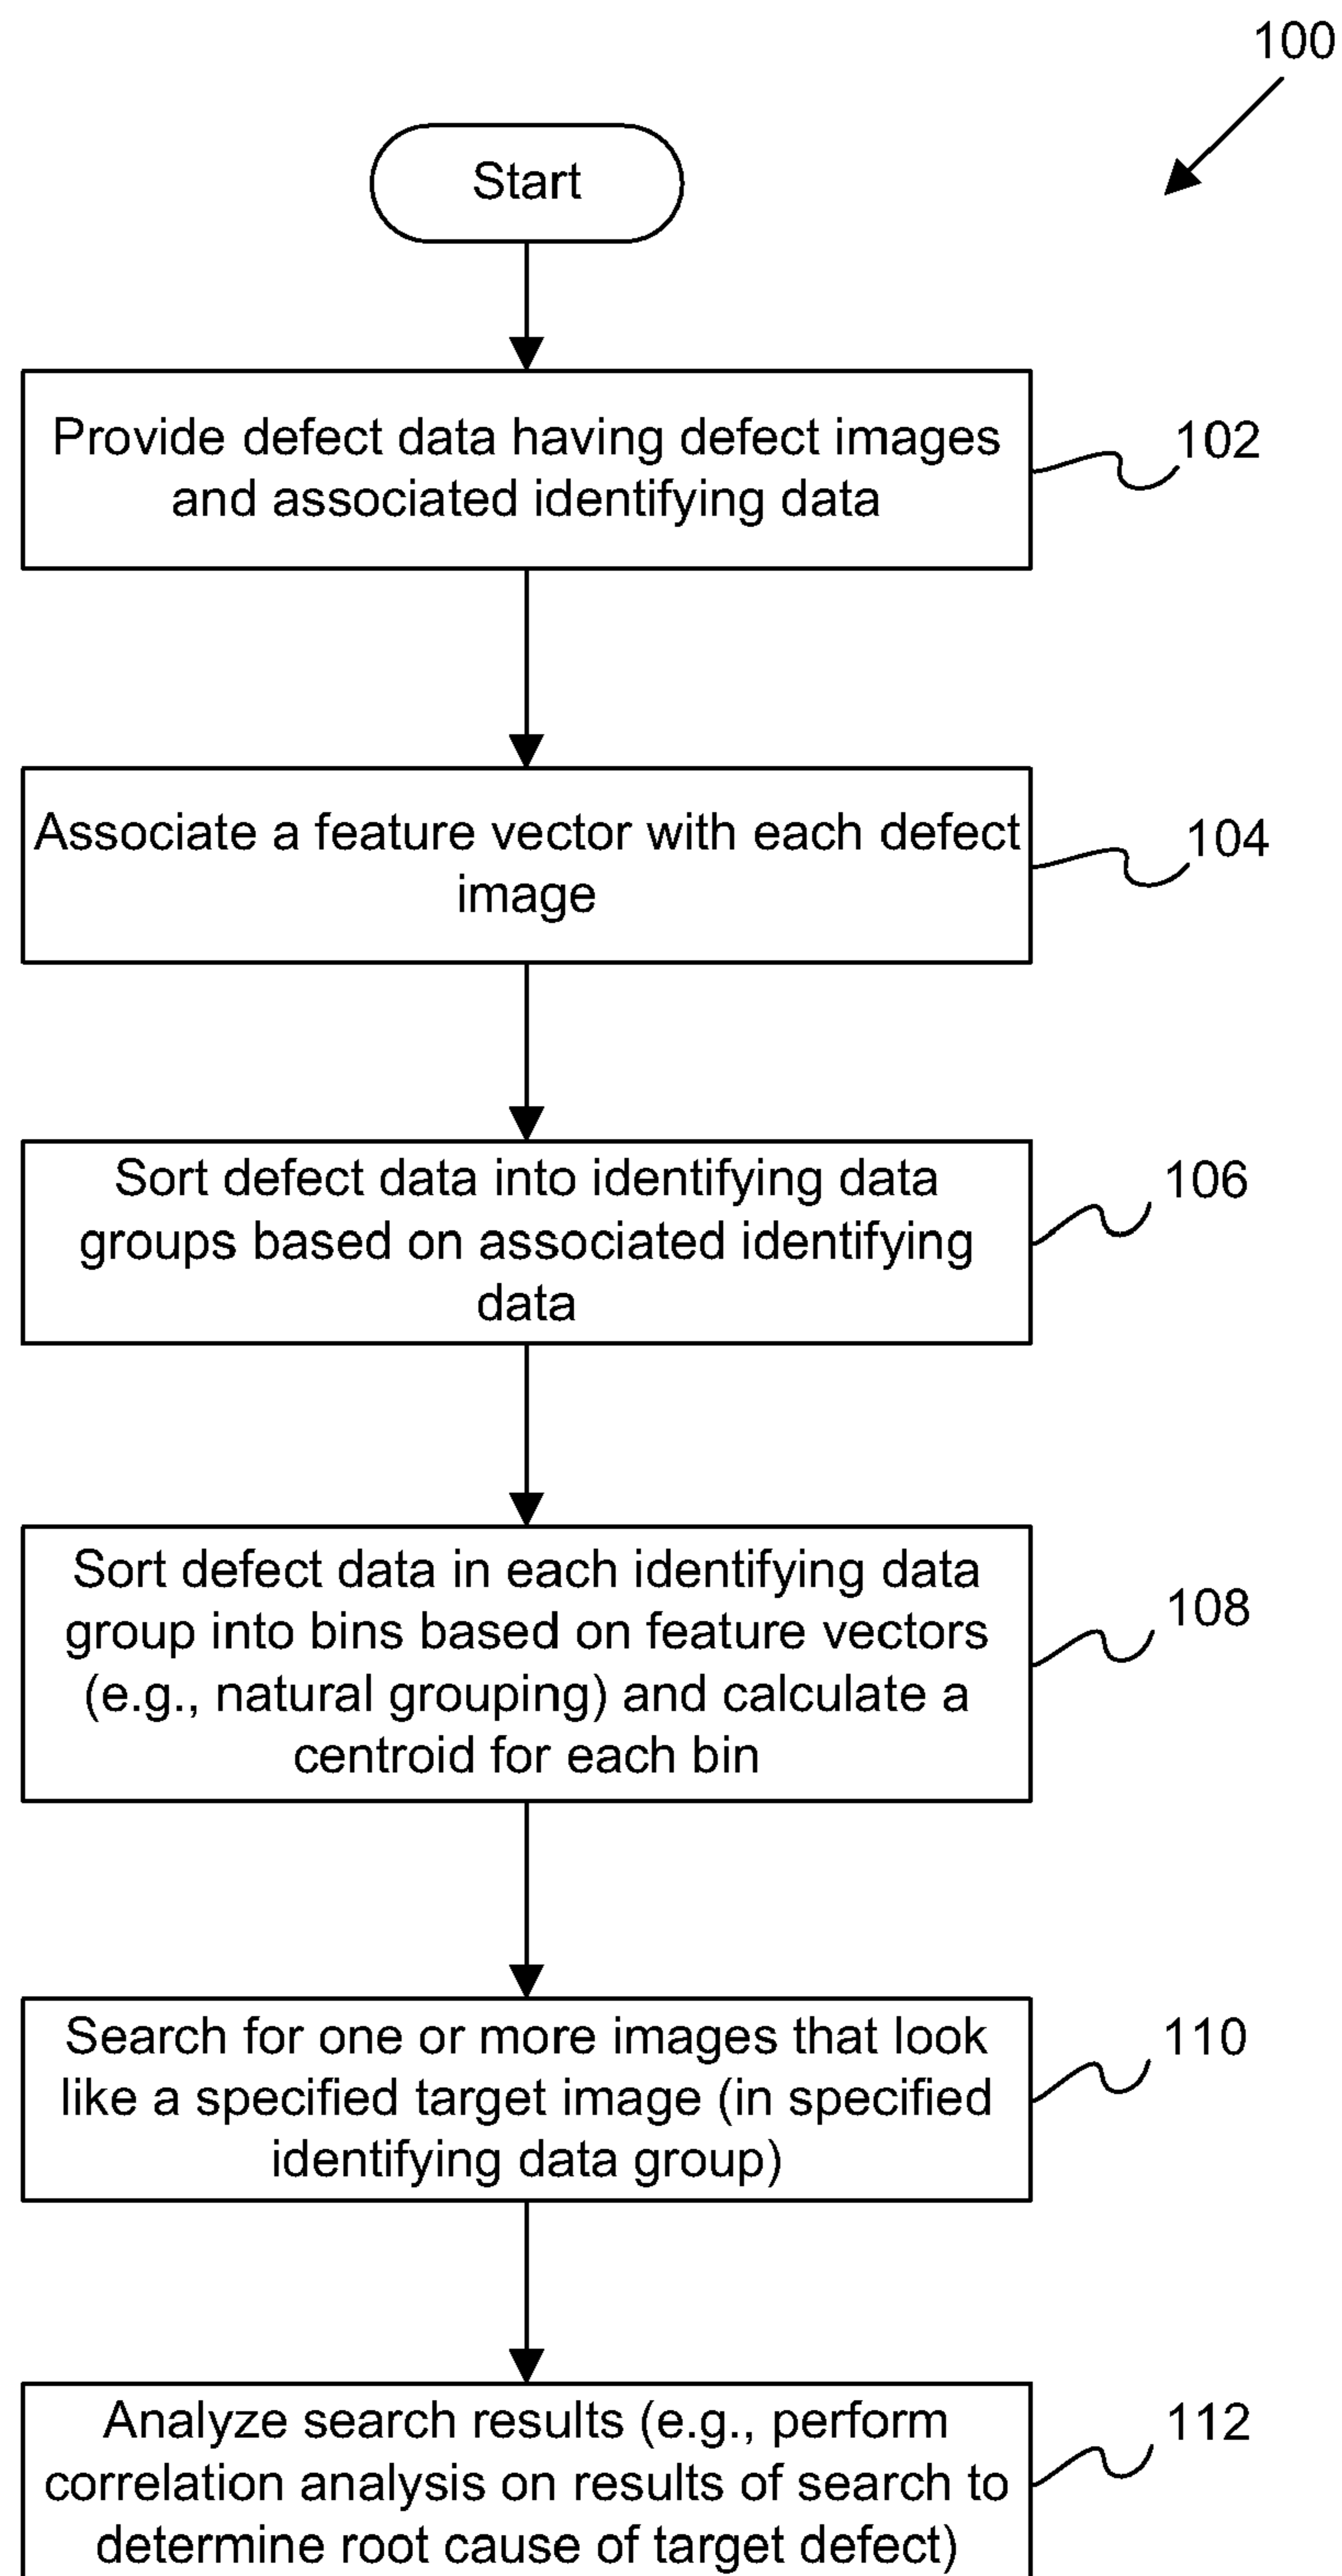 100
Start
Provide defect data having defect images
and associated identifying data
102
Associate a feature vector with each defect
image
104
Sort defect data into identifying data
groups based on associated identifying
data
106
Sort defect data in each identifying data
group into bins based on feature vectors
(e.g., natural grouping) and calculate a
centroid for each bin
108
Search for one or more images that look
like a specified target image (in specified
identifying data group)
110
Analyze search results (e.g., perform
correlation analysis on results of search to
determine root cause of target defect)
112